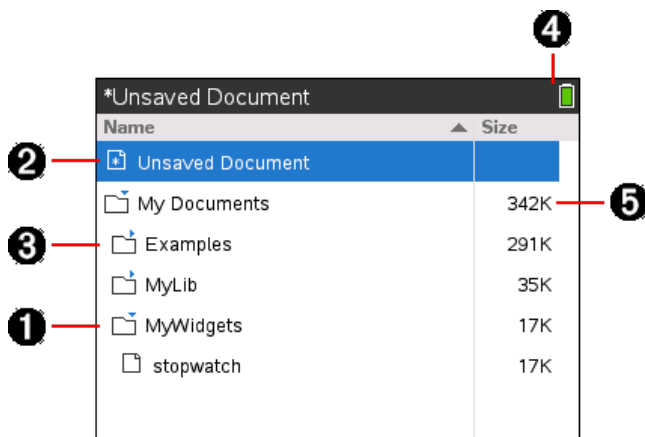 4
*Unsaved Document
Name Size
2 Unsaved Document
My Documents 342K 5
3 Examples 291K
MyLib 35K
1 MyWidgets 17K
stopwatch 17K